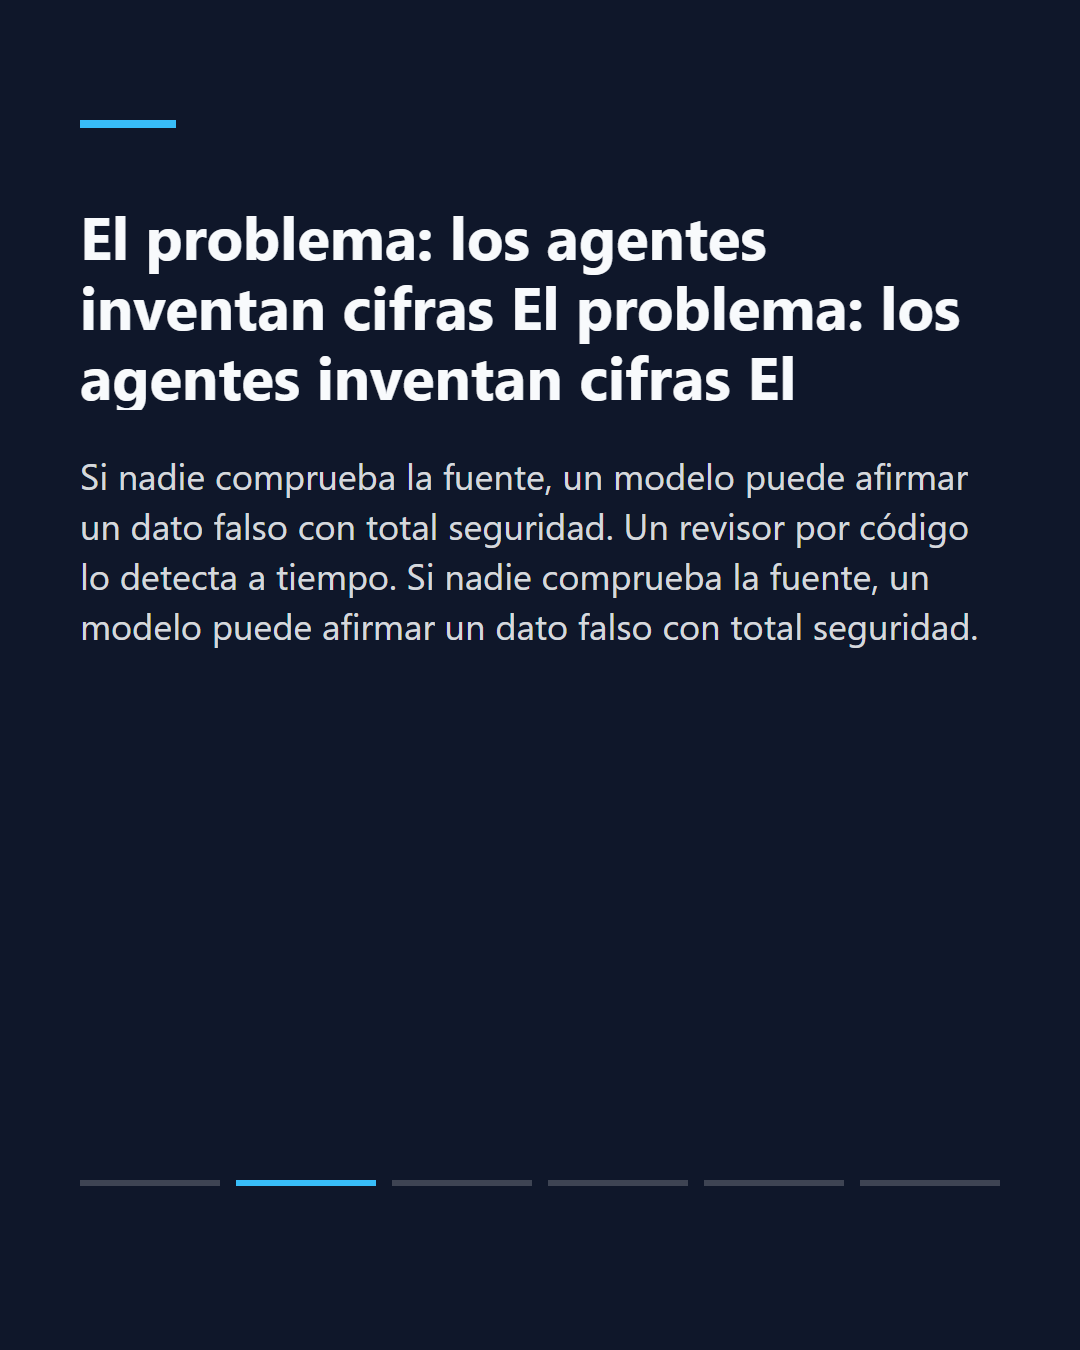 El problema: los agentes
inventan cifras El problema: los
agentes inventan cifras El
Si nadie comprueba la fuente, un modelo puede afirmar
un dato falso con total seguridad. Un revisor por código
lo detecta a tiempo. Si nadie comprueba la fuente, un
modelo puede afirmar un dato falso con total seguridad.